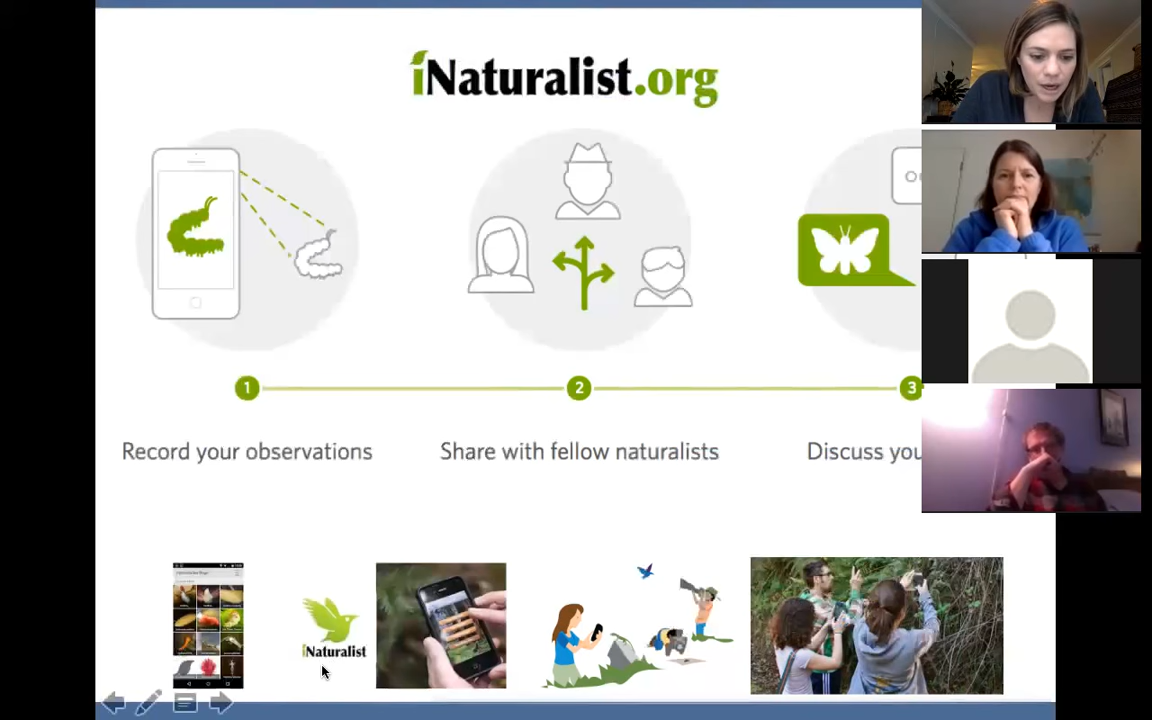 iNaturalist.org
1
2
3
Record your observations
Share with fellow naturalists
Discuss you
iNaturalist